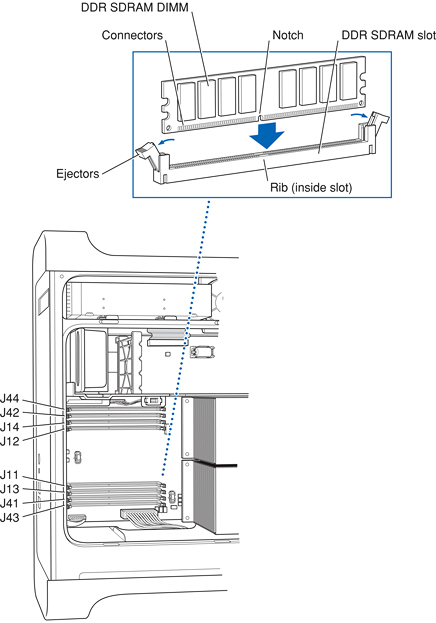 DDR SDRAM DIMM
Connectors
Notch
DDR SDRAM slot
Ejectors
Rib (inside slot)
J44
J42
J14
J12
J11
J13
J41
J43